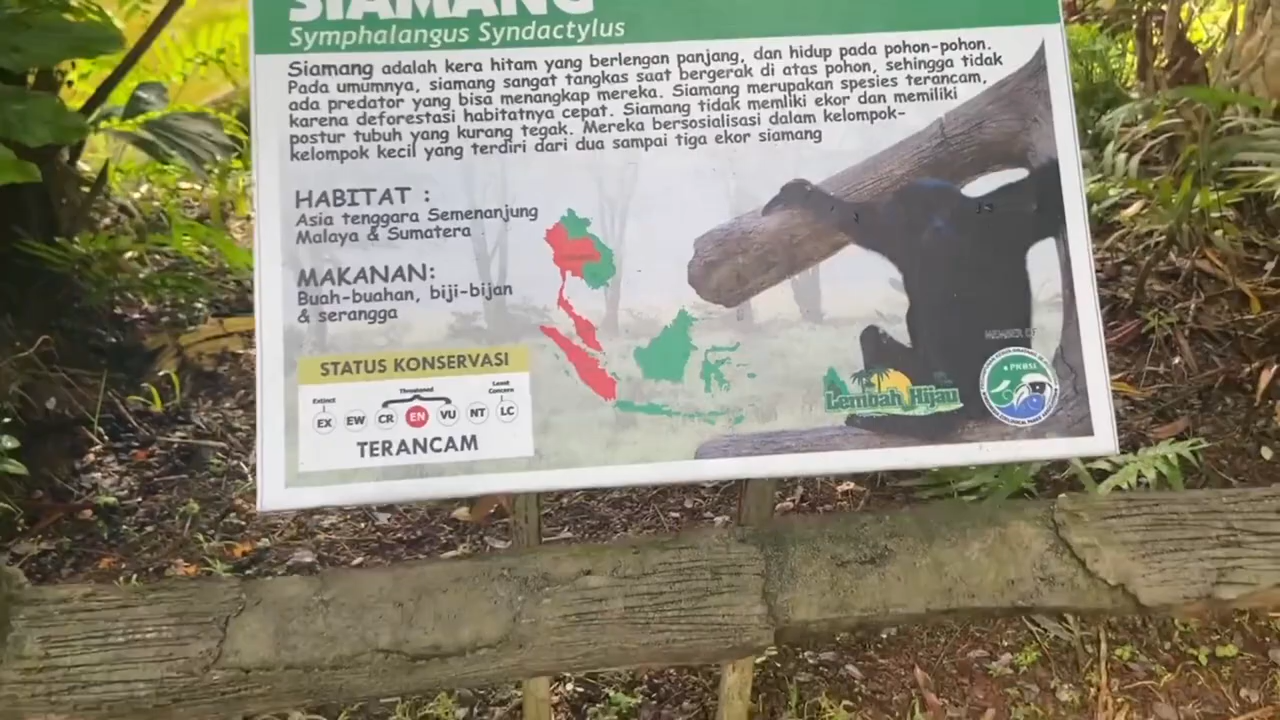 SIAMANG
Symphalangus Syndactylus
Siamang adalah kera hitam yang berlengan panjang, dan hidup pada pohon-pohon.
Pada umumnya, siamang sangat tangkas saat bergerak di atas pohon, sehingga tidak
ada predator yang bisa menangkap mereka. Siamang merupakan spesies terancam,
karena deforestasi habitatnya cepat. Siamang tidak memliki ekor dan memiliki
postur tubuh yang kurang tegak. Mereka bersosialisasi dalam kelompok-
kelompok kecil yang terdiri dari dua sampai tiga ekor siamang
HABITAT :
Asia tenggara Semenanjung
Malaya & Sumatera
MAKANAN:
Buah-buahan, biji-bijan
& serangga
STATUS KONSERVASI
Extinct
Threatened
Least
Concern
EX EW CR EN VU NT LC
TERANCAM
Lembah Hijau
MEMBER OF
PKBSI